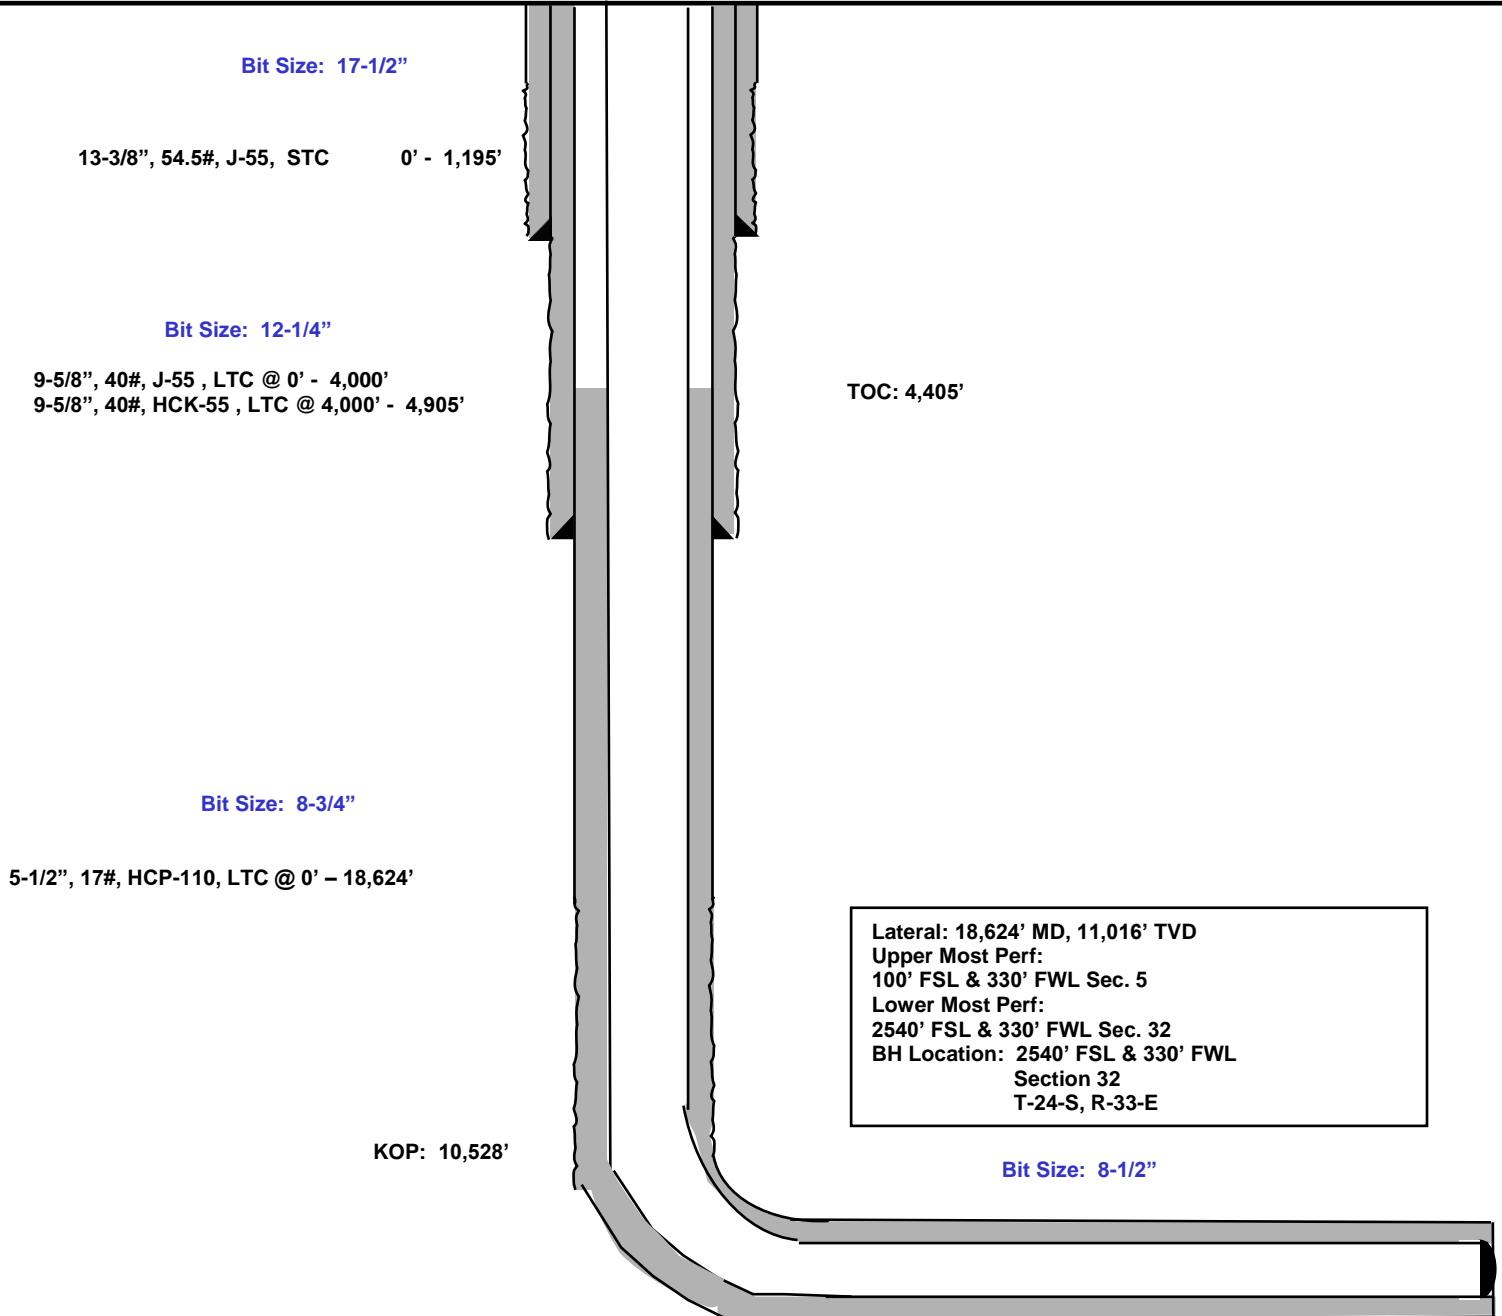 Bit Size: 17-1/2”
13-3/8”, 54.5#, J-55, STC 0’ - 1,195’
Bit Size: 12-1/4”
9-5/8”, 40#, J-55 , LTC @ 0’ - 4,000’
9-5/8”, 40#, HCK-55 , LTC @ 4,000’ - 4,905’
TOC: 4,405’
Bit Size: 8-3/4”
5-1/2”, 17#, HCP-110, LTC @ 0’ – 18,624’
Lateral: 18,624’ MD, 11,016’ TVD
Upper Most Perf:
100’ FSL & 330’ FWL Sec. 5
Lower Most Perf:
2540’ FSL & 330’ FWL Sec. 32
BH Location: 2540’ FSL & 330’ FWL
Section 32
T-24-S, R-33-E
KOP: 10,528’
Bit Size: 8-1/2”